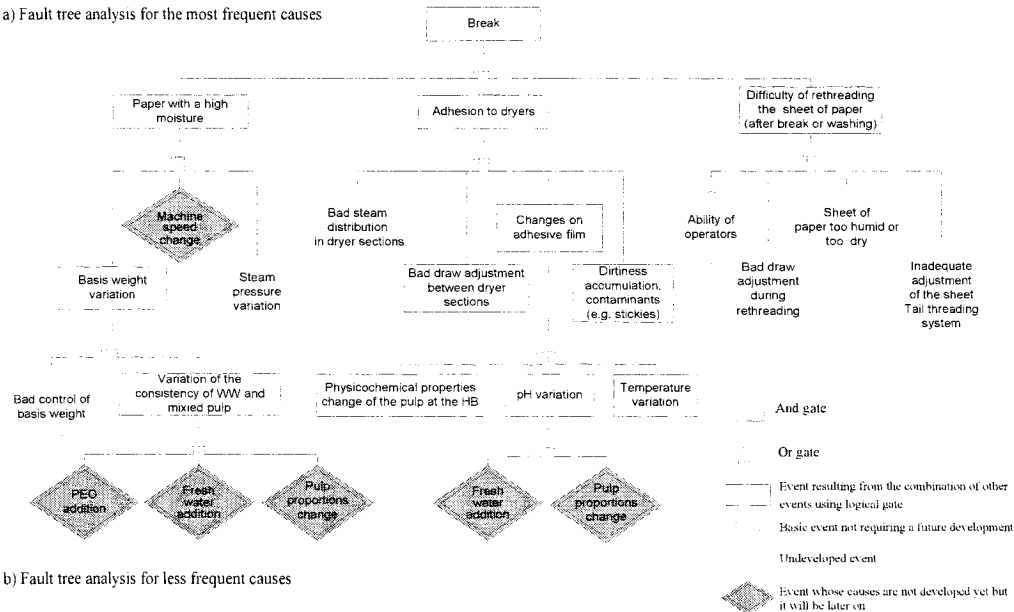 a) Fault tree analysis for the most frequent causes
Break
Paper with a high
moisture
Adhesion to dryers
Difficulty of rethreading
the sheet of paper
(after break or washing)
Machine
speed
change
Bad steam
distribution
in dryer sections
Changes on
adhesive film
Ability of
operators
Sheet of
paper too humid or
too dry
Basis weight
variation
Steam
pressure
variation
Bad draw adjustment
between dryer
sections
Dirtiness
accumulation,
contaminants
(e.g. stickies)
Bad draw
adjustment
during
rethreading
Inadequate
adjustment
of the sheet
Tail threading
system
Bad control of
basis weight
Variation of the
consistency of WW and
mixied pulp
Physicochemical properties
change of the pulp at the HB
pH variation
Temperature
variation
PEO
addition
Fresh
water
addition
Pulp
proportions
change
Fresh
water
addition
Pulp
proportions
change
And gate
Or gate
Event resulting from the combination of other
events using logical gate
Basic event not requiring a future development
Undeveloped event
Event whose causes are not developed yet but
it will be later on
b) Fault tree analysis for less frequent causes